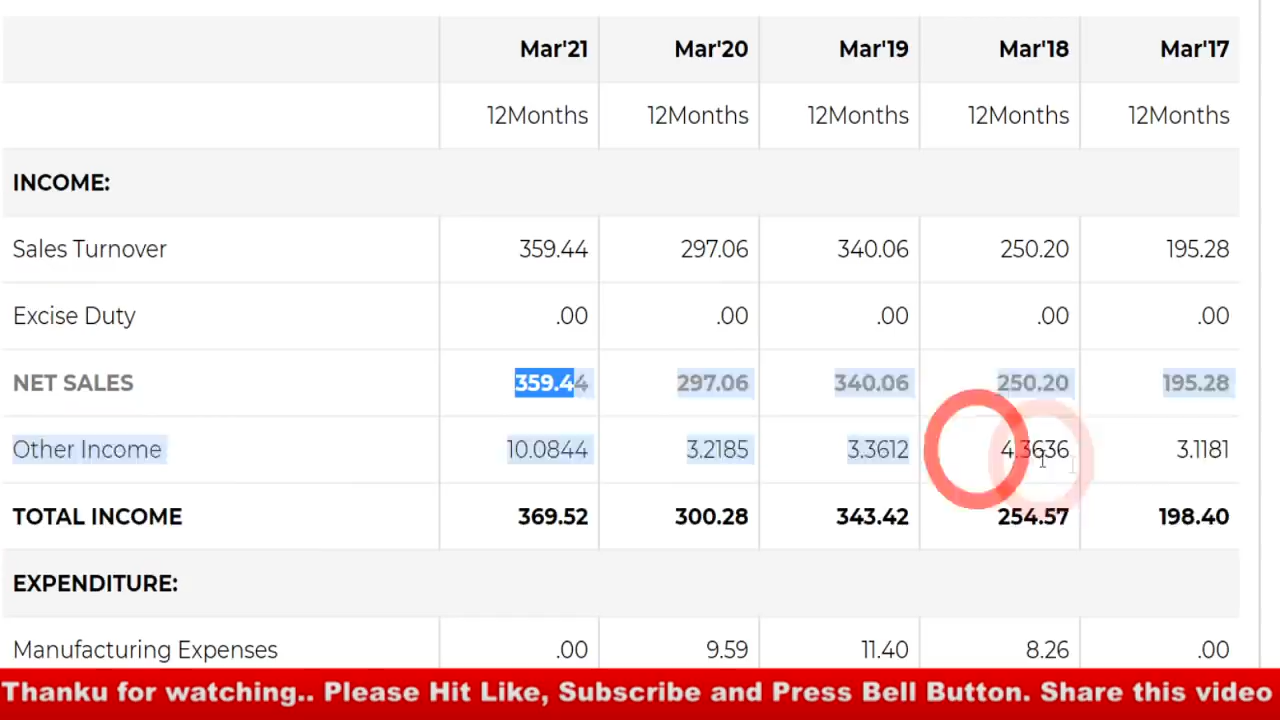 Mar'21 Mar'20 Mar'19 Mar'18 Mar'17
12Months 12Months 12Months 12Months 12Months
INCOME:
Sales Turnover 359.44 297.06 340.06 250.20 195.28
Excise Duty .00 .00 .00 .00 .00
NET SALES 359.44 297.06 340.06 250.20 195.28
Other Income 10.0844 3.2185 3.3612 4.3636 3.1181
TOTAL INCOME 369.52 300.28 343.42 254.57 198.40
EXPENDITURE:
Manufacturing Expenses .00 9.59 11.40 8.26 .00
Thanku for watching.. Please Hit Like, Subscribe and Press Bell Button. Share this video